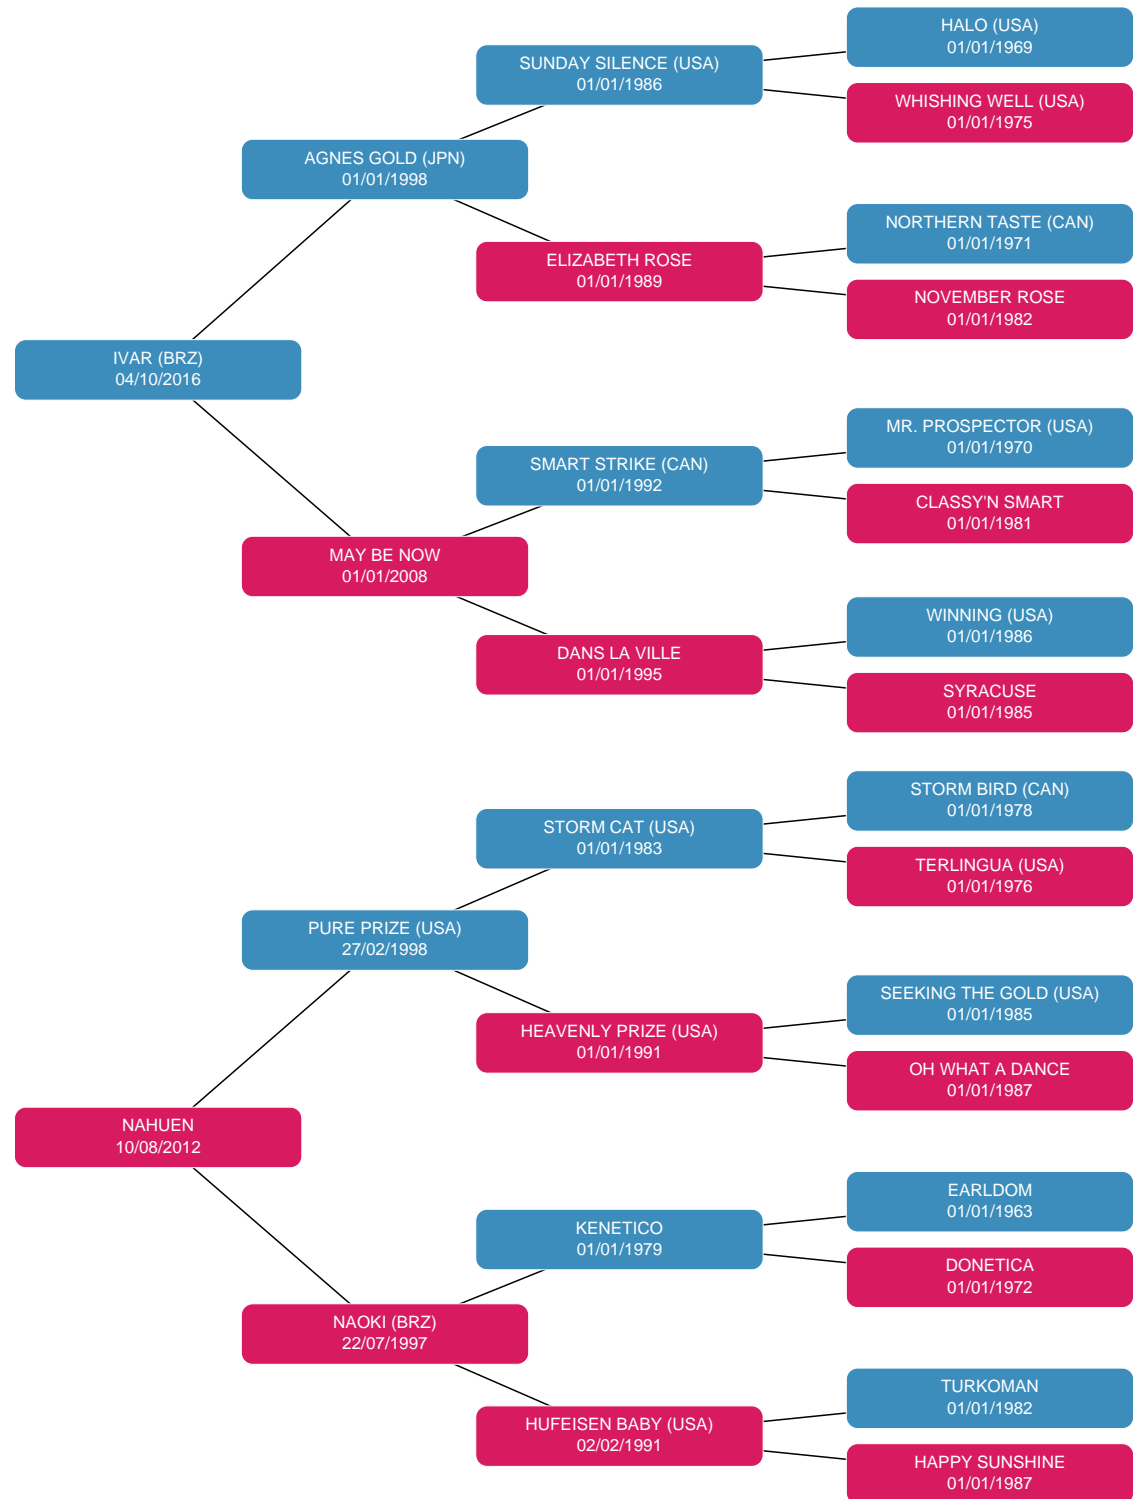 HALO (USA)
01/01/1969
SUNDAY SILENCE (USA)
01/01/1986
WHISHING WELL (USA)
01/01/1975
AGNES GOLD (JPN)
01/01/1998
NORTHERN TASTE (CAN)
01/01/1971
ELIZABETH ROSE
01/01/1989
NOVEMBER ROSE
01/01/1982
IVAR (BRZ)
04/10/2016
MR. PROSPECTOR (USA)
01/01/1970
SMART STRIKE (CAN)
01/01/1992
CLASSY'N SMART
01/01/1981
MAY BE NOW
01/01/2008
WINNING (USA)
01/01/1986
DANS LA VILLE
01/01/1995
SYRACUSE
01/01/1985
STORM BIRD (CAN)
01/01/1978
STORM CAT (USA)
01/01/1983
TERLINGUA (USA)
01/01/1976
PURE PRIZE (USA)
27/02/1998
SEEKING THE GOLD (USA)
01/01/1985
HEAVENLY PRIZE (USA)
01/01/1991
OH WHAT A DANCE
01/01/1987
NAHUEN
10/08/2012
EARLDOM
01/01/1963
KENETICO
01/01/1979
DONETICA
01/01/1972
NAOKI (BRZ)
22/07/1997
TURKOMAN
01/01/1982
HUFEISEN BABY (USA)
02/02/1991
HAPPY SUNSHINE
01/01/1987